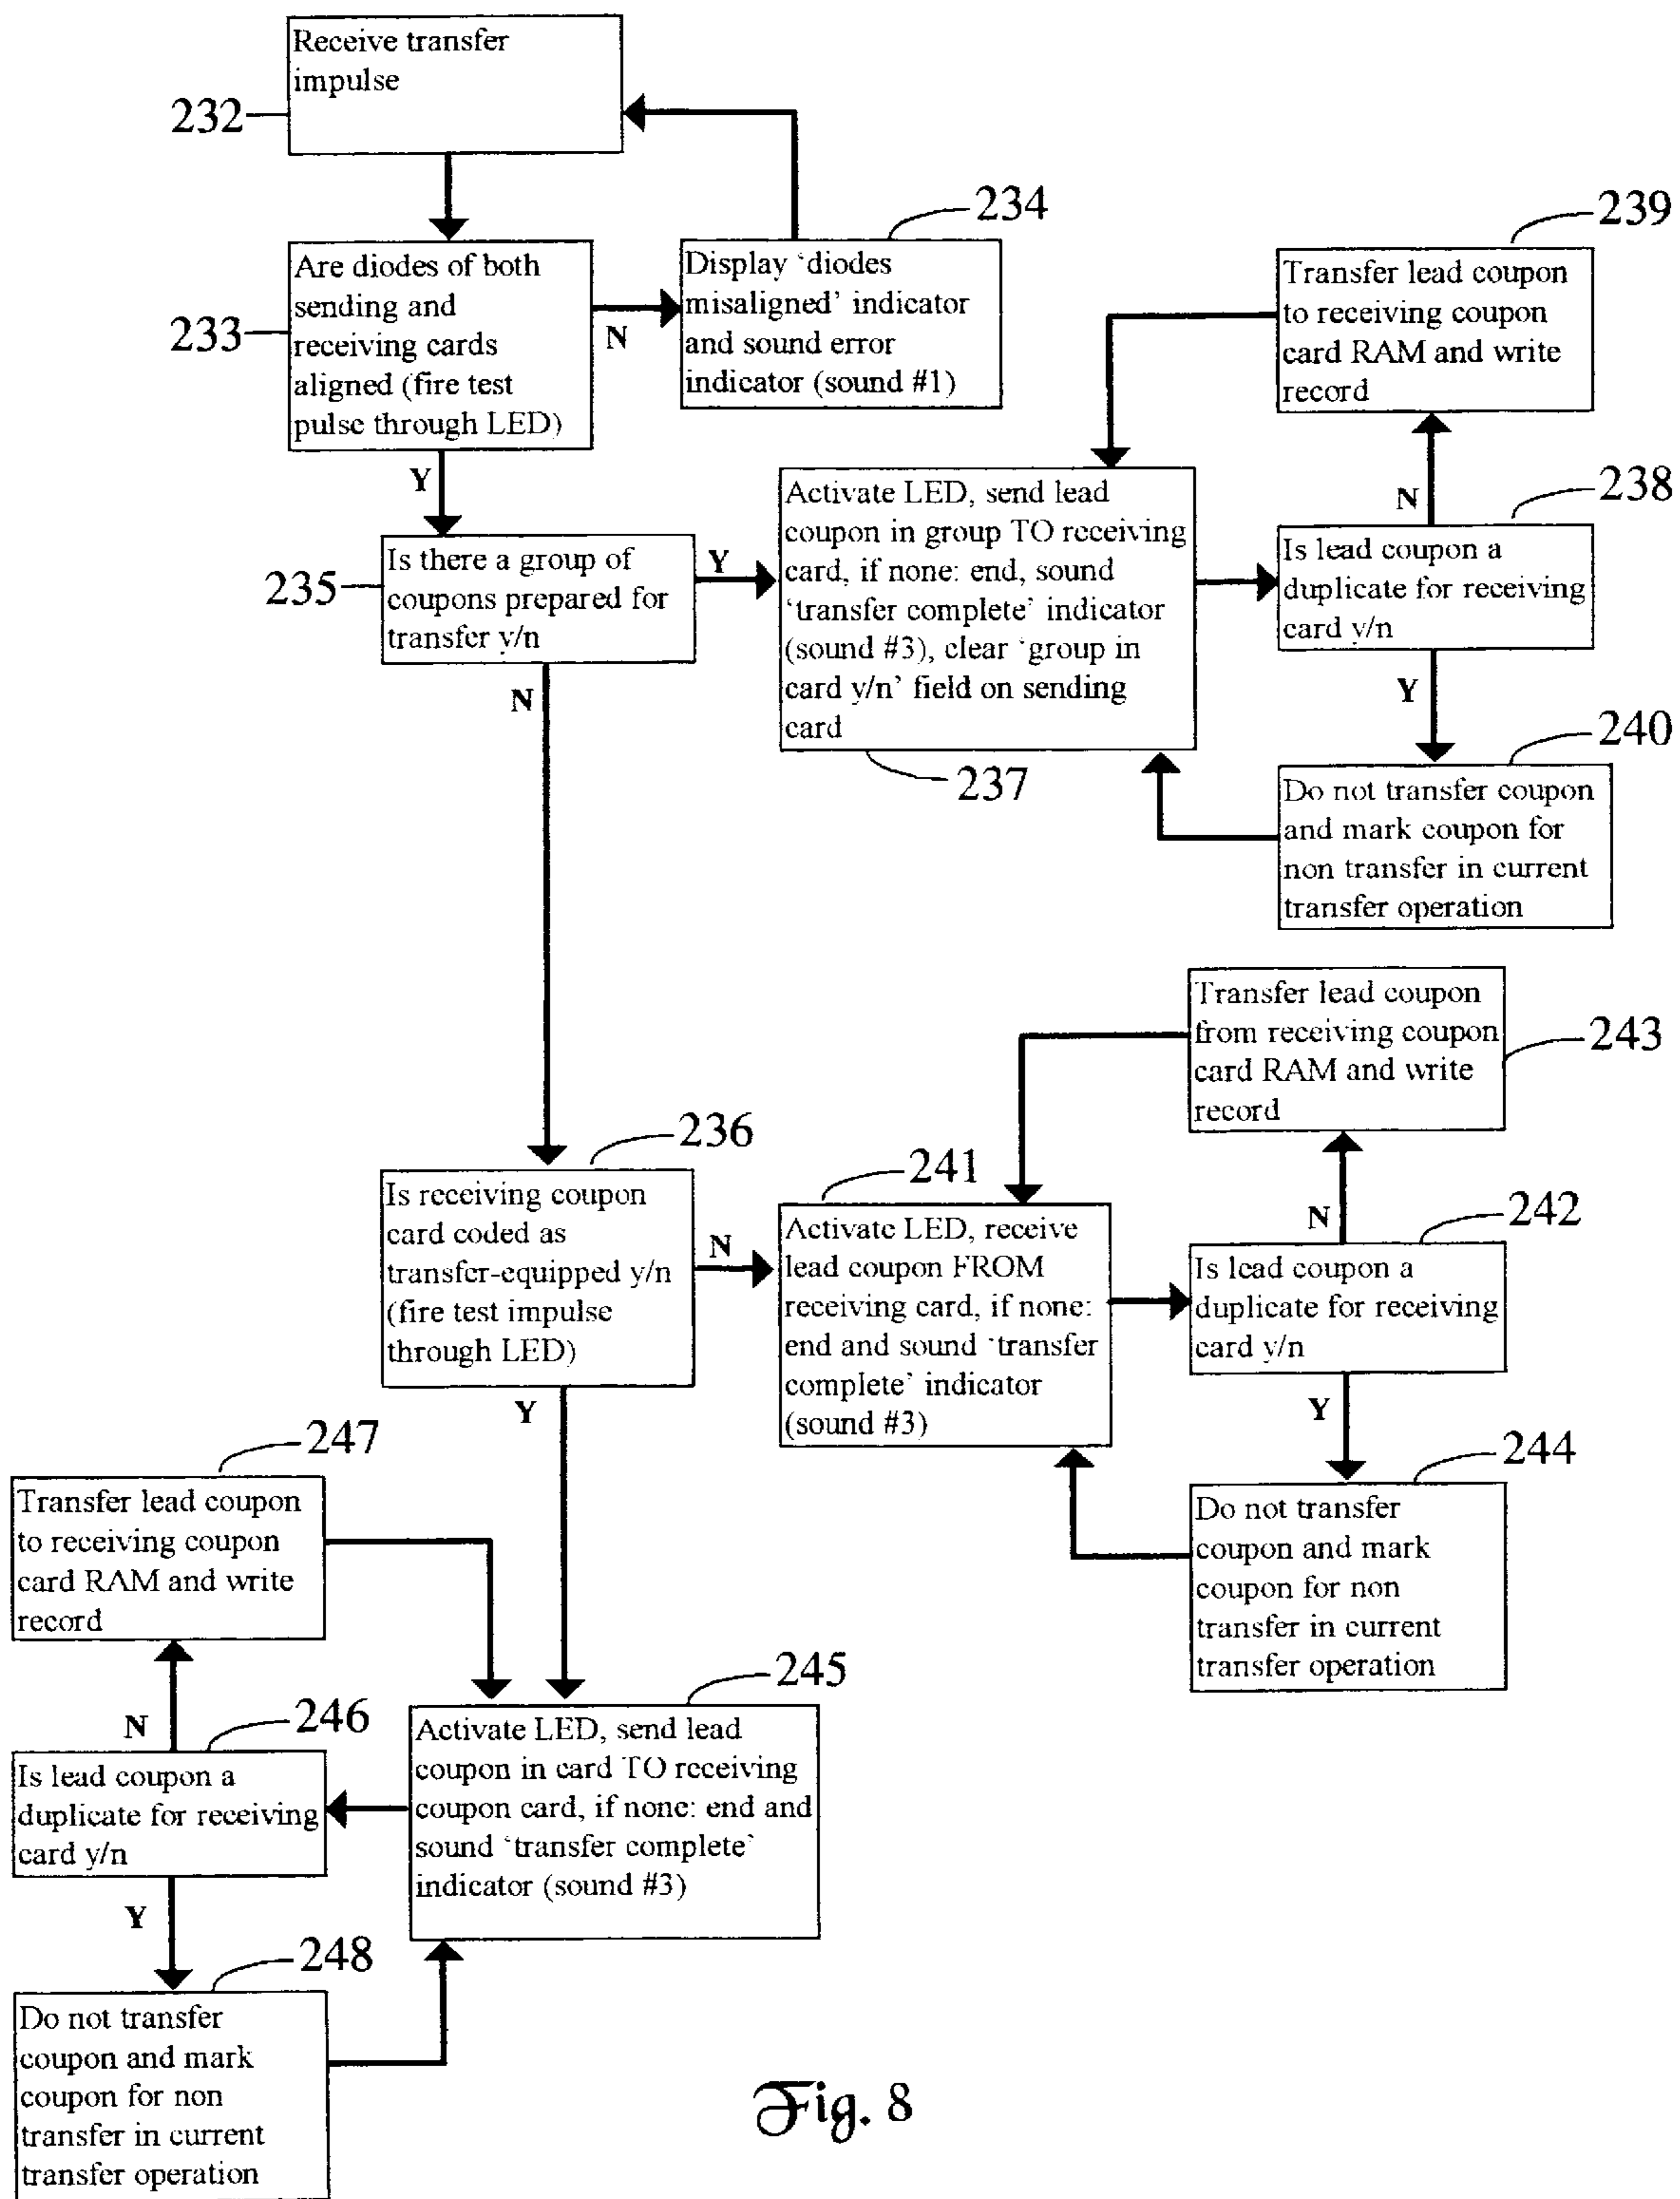 Receive transfer
impulse
232
234
239
Are diodes of both
sending and
receiving cards
aligned (fire test
pulse through LED)
233
N
Display ‘diodes
misaligned’ indicator
and sound error
indicator (sound #1)
Transfer lead coupon
to receiving coupon
card RAM and write
record
Y
N
238
Is there a group of
coupons prepared for
transfer y/n
235
Y
Activate LED, send lead
coupon in group TO receiving
card, if none: end, sound
‘transfer complete’ indicator
(sound #3), clear ‘group in
card y/n’ field on sending
card
237
Is lead coupon a
duplicate for receiving
card y/n
N
Y
240
Do not transfer coupon
and mark coupon for
non transfer in current
transfer operation
Transfer lead coupon
from receiving coupon
card RAM and write
record
243
236
Is receiving coupon
card coded as
transfer-equipped y/n
(fire test impulse
through LED)
N
241
Activate LED, receive
lead coupon FROM
receiving card, if none:
end and sound ‘transfer
complete’ indicator
(sound #3)
N
242
Is lead coupon a
duplicate for receiving
card y/n
Y
Y
244
Do not transfer
coupon and mark
coupon for non
transfer in current
transfer operation
247
Transfer lead coupon
to receiving coupon
card RAM and write
record
N
246
Is lead coupon a
duplicate for receiving
card y/n
245
Activate LED, send lead
coupon in card TO receiving
coupon card, if none: end and
sound ‘transfer complete’
indicator (sound #3)
Y
248
Do not transfer
coupon and mark
coupon for non
transfer in current
transfer operation
Fig. 8